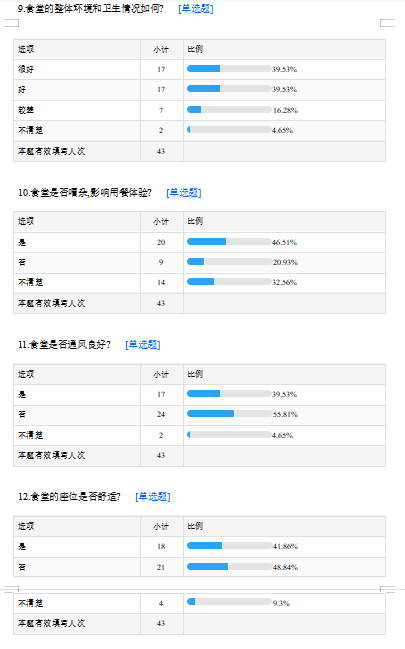 9.食堂的整体环境和卫生情况如何? [单选题]
选项 小计 比例
很好 17 39.53%
好 17 39.53%
较差 7 16.28%
不清楚 2 4.65%
本题有效填写人次 43
10.食堂是否嘈杂,影响用餐体验? [单选题]
选项 小计 比例
是 20 46.51%
否 9 20.93%
不清楚 14 32.56%
本题有效填写人次 43
11.食堂是否通风良好? [单选题]
选项 小计 比例
是 17 39.53%
否 24 55.81%
不清楚 2 4.65%
本题有效填写人次 43
12.食堂的座位是否舒适? [单选题]
选项 小计 比例
是 18 41.86%
否 21 48.84%
不清楚 4 9.3%
本题有效填写人次 43